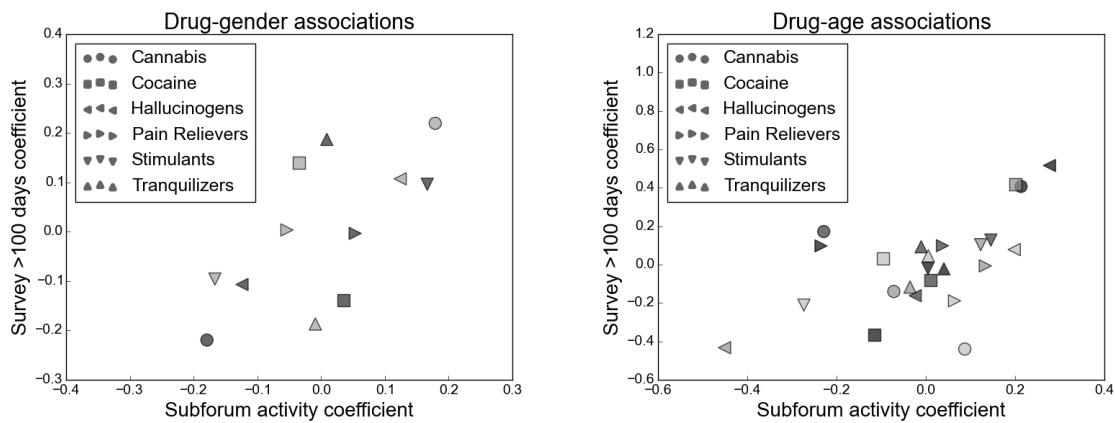 Drug-gender associations
0.4
0.3
0.2
0.1
0.0
−0.1
−0.2
−0.3
Survey >100 days coefficient
Cannabis
Cocaine
Hallucinogens
Pain Relievers
Stimulants
Tranquilizers
−0.4 −0.3 −0.2 −0.1 0.0 0.1 0.2 0.3
Subforum activity coefficient
Drug-age associations
1.2
1.0
0.8
0.6
0.4
0.2
0.0
−0.2
−0.4
−0.6
Survey >100 days coefficient
Cannabis
Cocaine
Hallucinogens
Pain Relievers
Stimulants
Tranquilizers
−0.6 −0.4 −0.2 0.0 0.2 0.4
Subforum activity coefficient